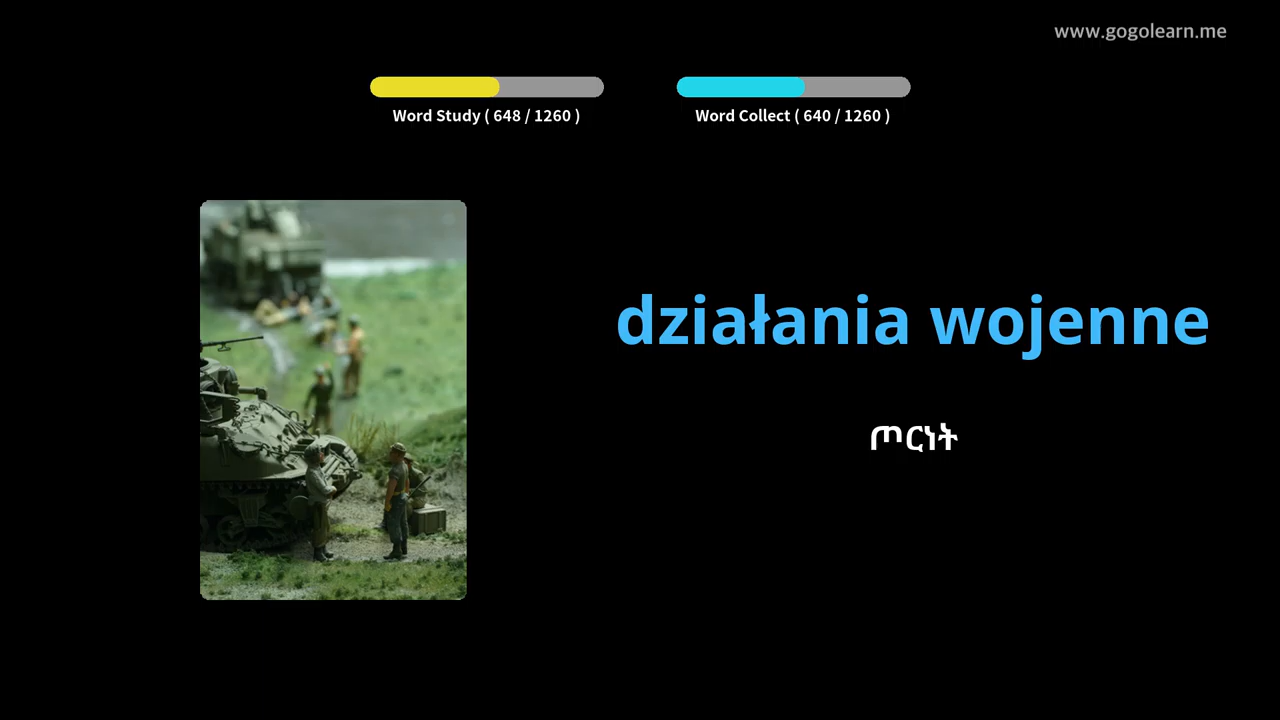 www.gogolearn.me
Word Study ( 648 / 1260 )
Word Collect ( 640 / 1260 )
działania wojenne
ጦርነት